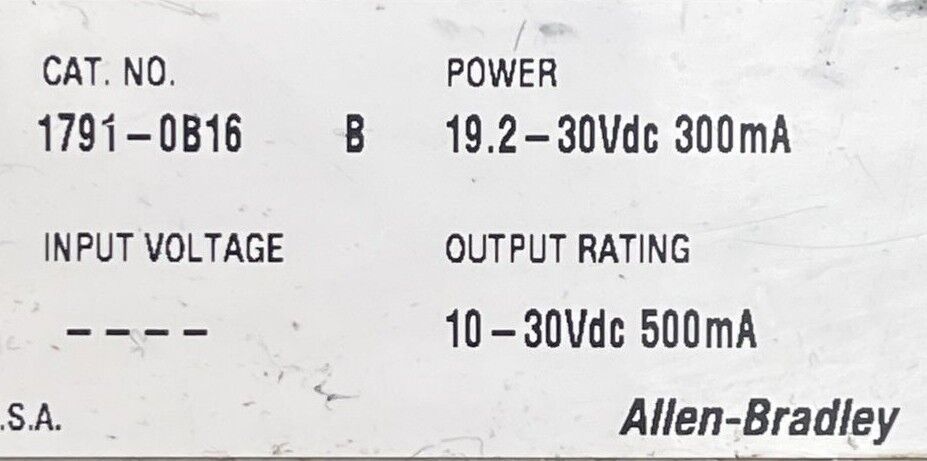 CAT. NO.
1791-0B16 B
POWER
19.2-30Vdc 300mA
INPUT VOLTAGE
----
OUTPUT RATING
10-30Vdc 500mA
.S.A.
Allen-Bradley